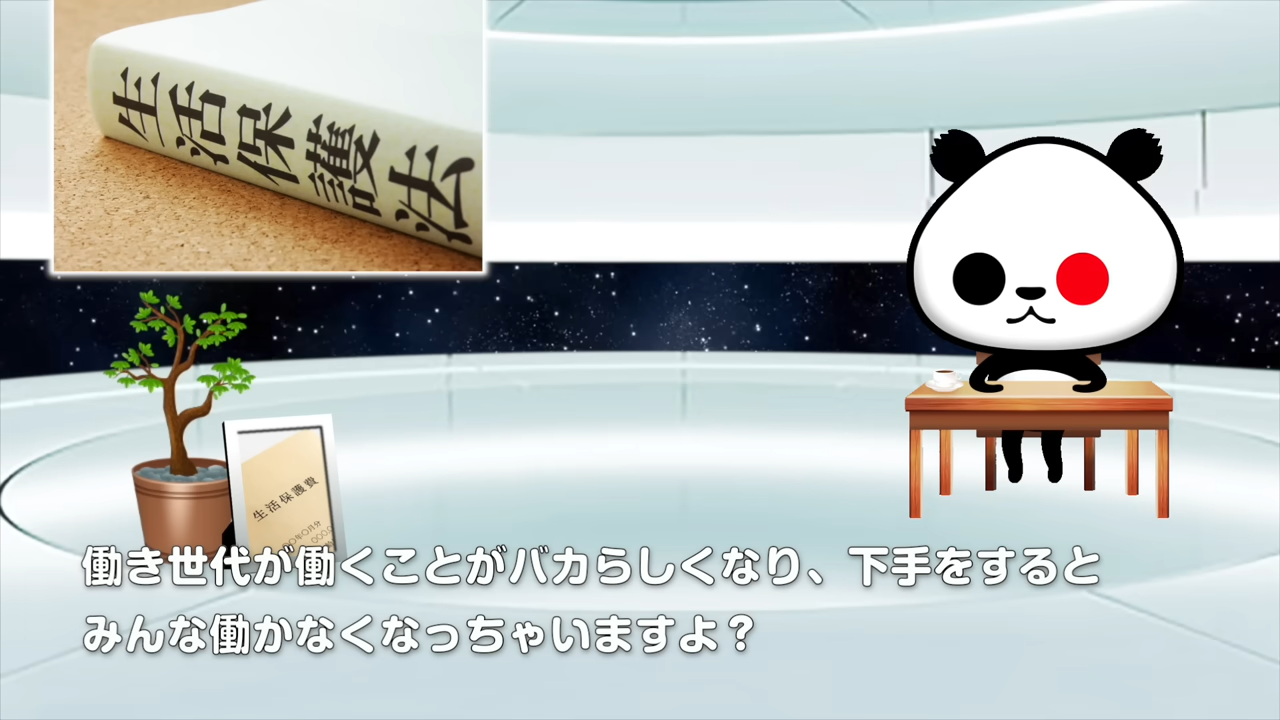 生活保護法
生活保護費
働き世代が働くことがバカらしくなり、下手をすると
みんな働かなくなっちゃいますよ？